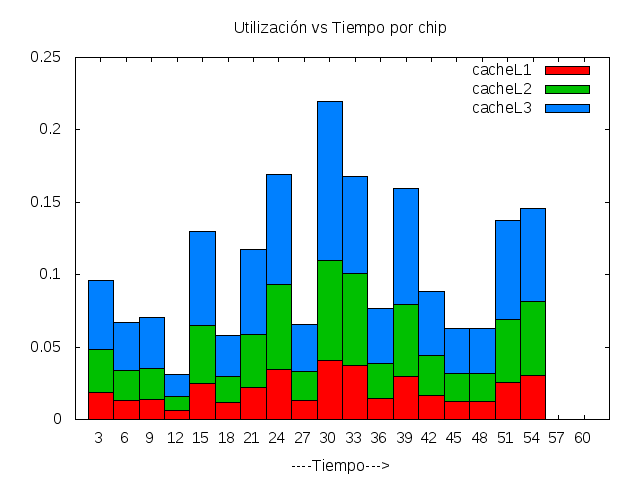 Utilización vs Tiempo por chip
cacheL1
cacheL2
cacheL3
0.25
0.2
0.15
0.1
0.05
0
3 6 9 12 15 18 21 24 27 30 33 36 39 42 45 48 51 54 57 60
----Tiempo--->